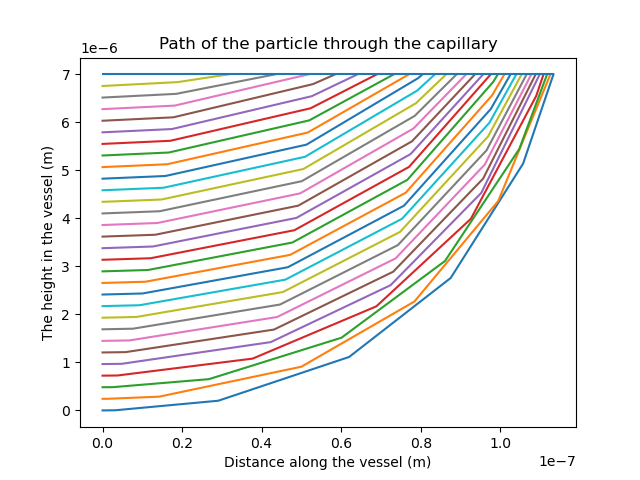 Path of the particle through the capillary
1e−6
7
6
5
4
3
2
1
0
The height in the vessel (m)
0.0 0.2 0.4 0.6 0.8 1.0
Distance along the vessel (m)
1e−7